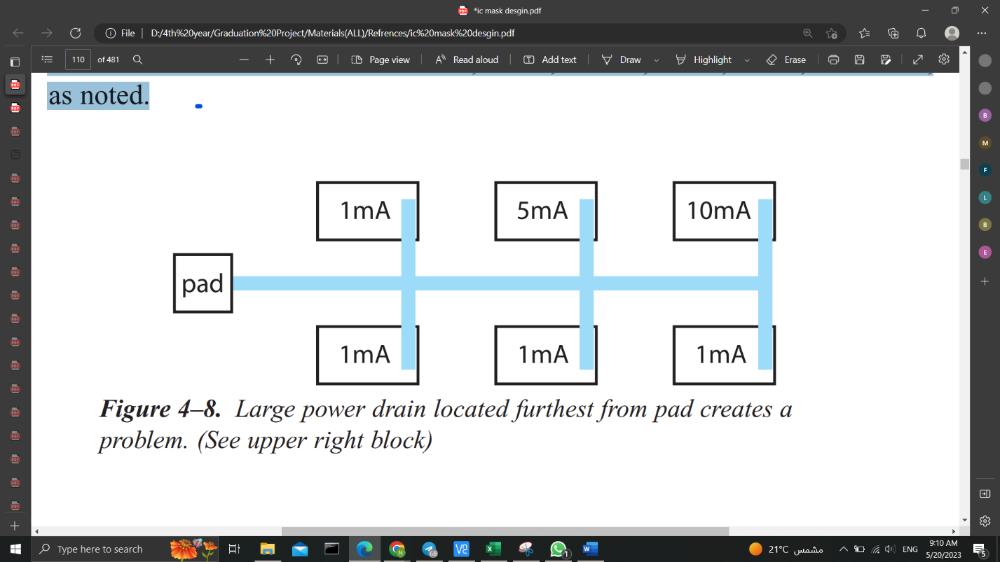 *ic mask desgin.pdf
File
D:/4th%20year/Graduation%20Project/Materials(ALL)/Refrences/ic%20mask%20desgin.pdf
110 of 481
Page view
Read aloud
Add text
Draw
Highlight
Erase
as noted.
1mA 5mA 10mA
pad
1mA 1mA 1mA
Figure 4–8. Large power drain located furthest from pad creates a
problem. (See upper right block)
B
M
F
L
B
E
Type here to search
68
1
21°C مشمس
ENG
9:10 AM
5/20/2023
5